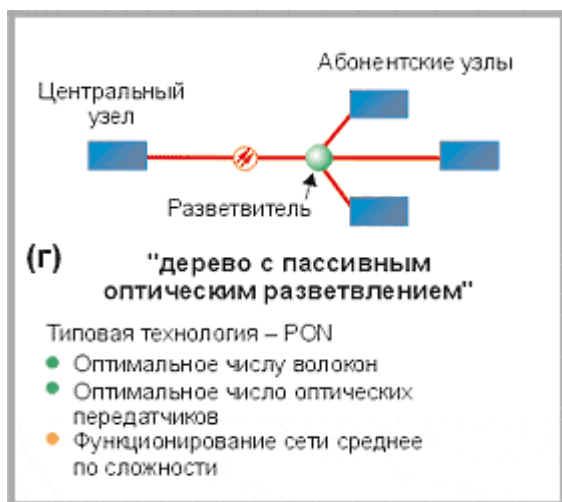 Абонентские узлы
Центральный
узел
Разветвитель
(г)
"дерево с пассивным
оптическим разветвлением"
Типовая технология – PON
Оптимальное числу волокон
Оптимальное число оптических
передатчиков
Функционирование сети среднее
по сложности